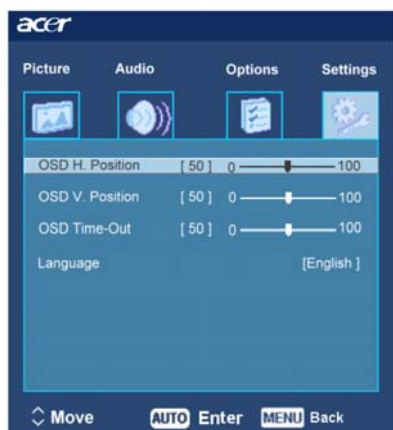 acer
Picture Audio Options Settings
OSD H. Position [ 50 ] 0 100
OSD V. Position [ 50 ] 0 100
OSD Time-Out [ 50 ] 0 100
Language [English ]
Move AUTO Enter MENU Back